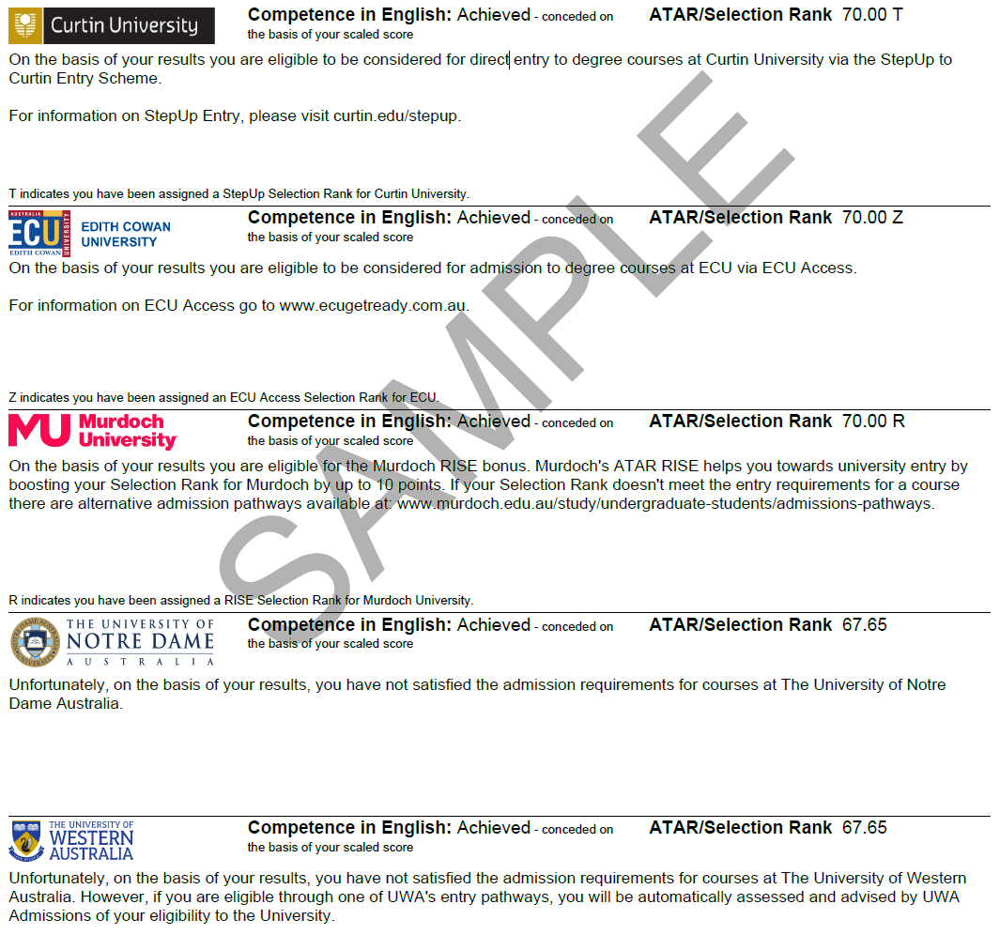 Curtin University
Competence in English: Achieved - conceded on
the basis of your scaled score
ATAR/Selection Rank 70.00 T
On the basis of your results you are eligible to be considered for direct entry to degree courses at Curtin University via the StepUp to
Curtin Entry Scheme.
For information on StepUp Entry, please visit curtin.edu/stepup.
T indicates you have been assigned a StepUp Selection Rank for Curtin University.
AUSTRALIA
ECU
UNIVERSITY
EDITH COWAN
EDITH COWAN
UNIVERSITY
Competence in English: Achieved - conceded on
the basis of your scaled score
ATAR/Selection Rank 70.00 Z
On the basis of your results you are eligible to be considered for admission to degree courses at ECU via ECU Access.
For information on ECU Access go to www.ecugetready.com.au.
Z indicates you have been assigned an ECU Access Selection Rank for ECU.
MU Murdoch
University
Competence in English: Achieved - conceded on
the basis of your scaled score
ATAR/Selection Rank 70.00 R
On the basis of your results you are eligible for the Murdoch RISE bonus. Murdoch's ATAR RISE helps you towards university entry by
boosting your Selection Rank for Murdoch by up to 10 points. If your Selection Rank doesn't meet the entry requirements for a course
there are alternative admission pathways available at: www.murdoch.edu.au/study/undergraduate-students/admissions-pathways.
R indicates you have been assigned a RISE Selection Rank for Murdoch University.
THE UNIVERSITY OF
NOTRE DAME
AUSTRALIA
Competence in English: Achieved - conceded on
the basis of your scaled score
ATAR/Selection Rank 67.65
Unfortunately, on the basis of your results, you have not satisfied the admission requirements for courses at The University of Notre
Dame Australia.
THE UNIVERSITY OF
WESTERN
AUSTRALIA
Competence in English: Achieved - conceded on
the basis of your scaled score
ATAR/Selection Rank 67.65
Unfortunately, on the basis of your results, you have not satisfied the admission requirements for courses at The University of Western
Australia. However, if you are eligible through one of UWA's entry pathways, you will be automatically assessed and advised by UWA
Admissions of your eligibility to the University.
SAMPLE